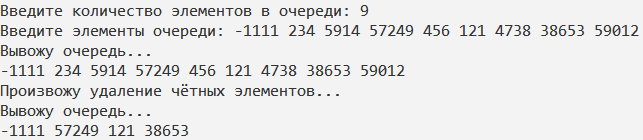 Введите количество элементов в очереди: 9
Введите элементы очереди: -1111 234 5914 57249 456 121 4738 38653 59012
Вывожу очередь...
-1111 234 5914 57249 456 121 4738 38653 59012
Произвожу удаление чётных элементов...
Вывожу очередь...
-1111 57249 121 38653